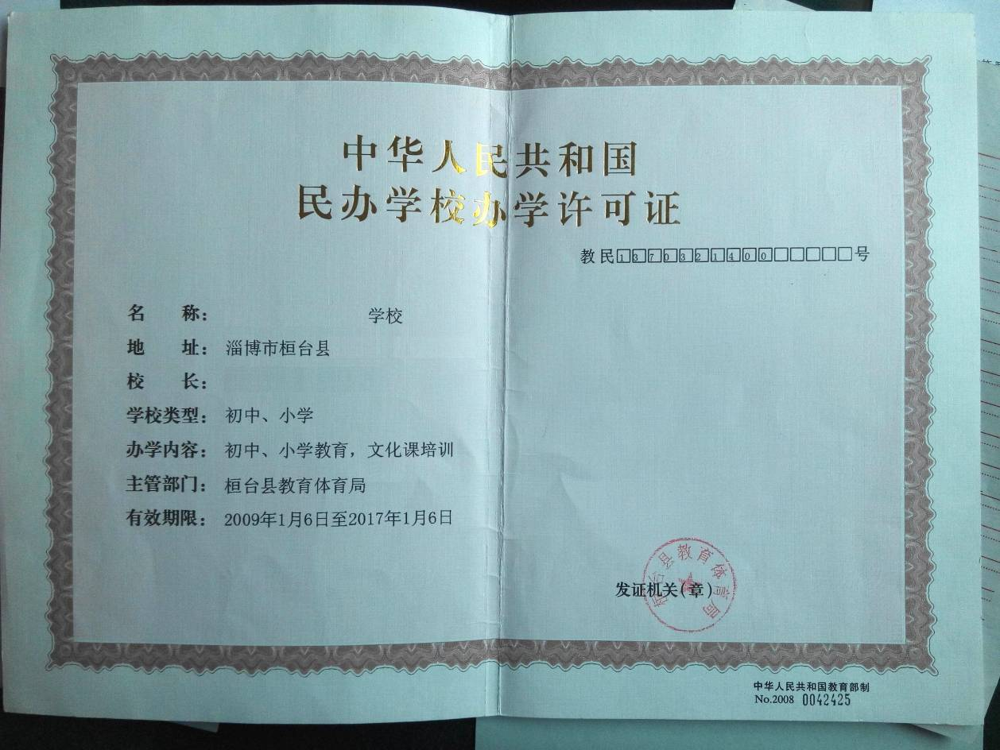 中华人民共和国
民办学校办学许可证
教民1370321400号
名称：学校
地址：淄博市桓台县
校长：
学校类型：初中、小学
办学内容：初中、小学教育，文化课培训
主管部门：桓台县教育体育局
有效期限：2009年1月6日至2017年1月6日
桓台县教育体育局
发证机关(章)
中华人民共和国教育部制
No.2008 0042425